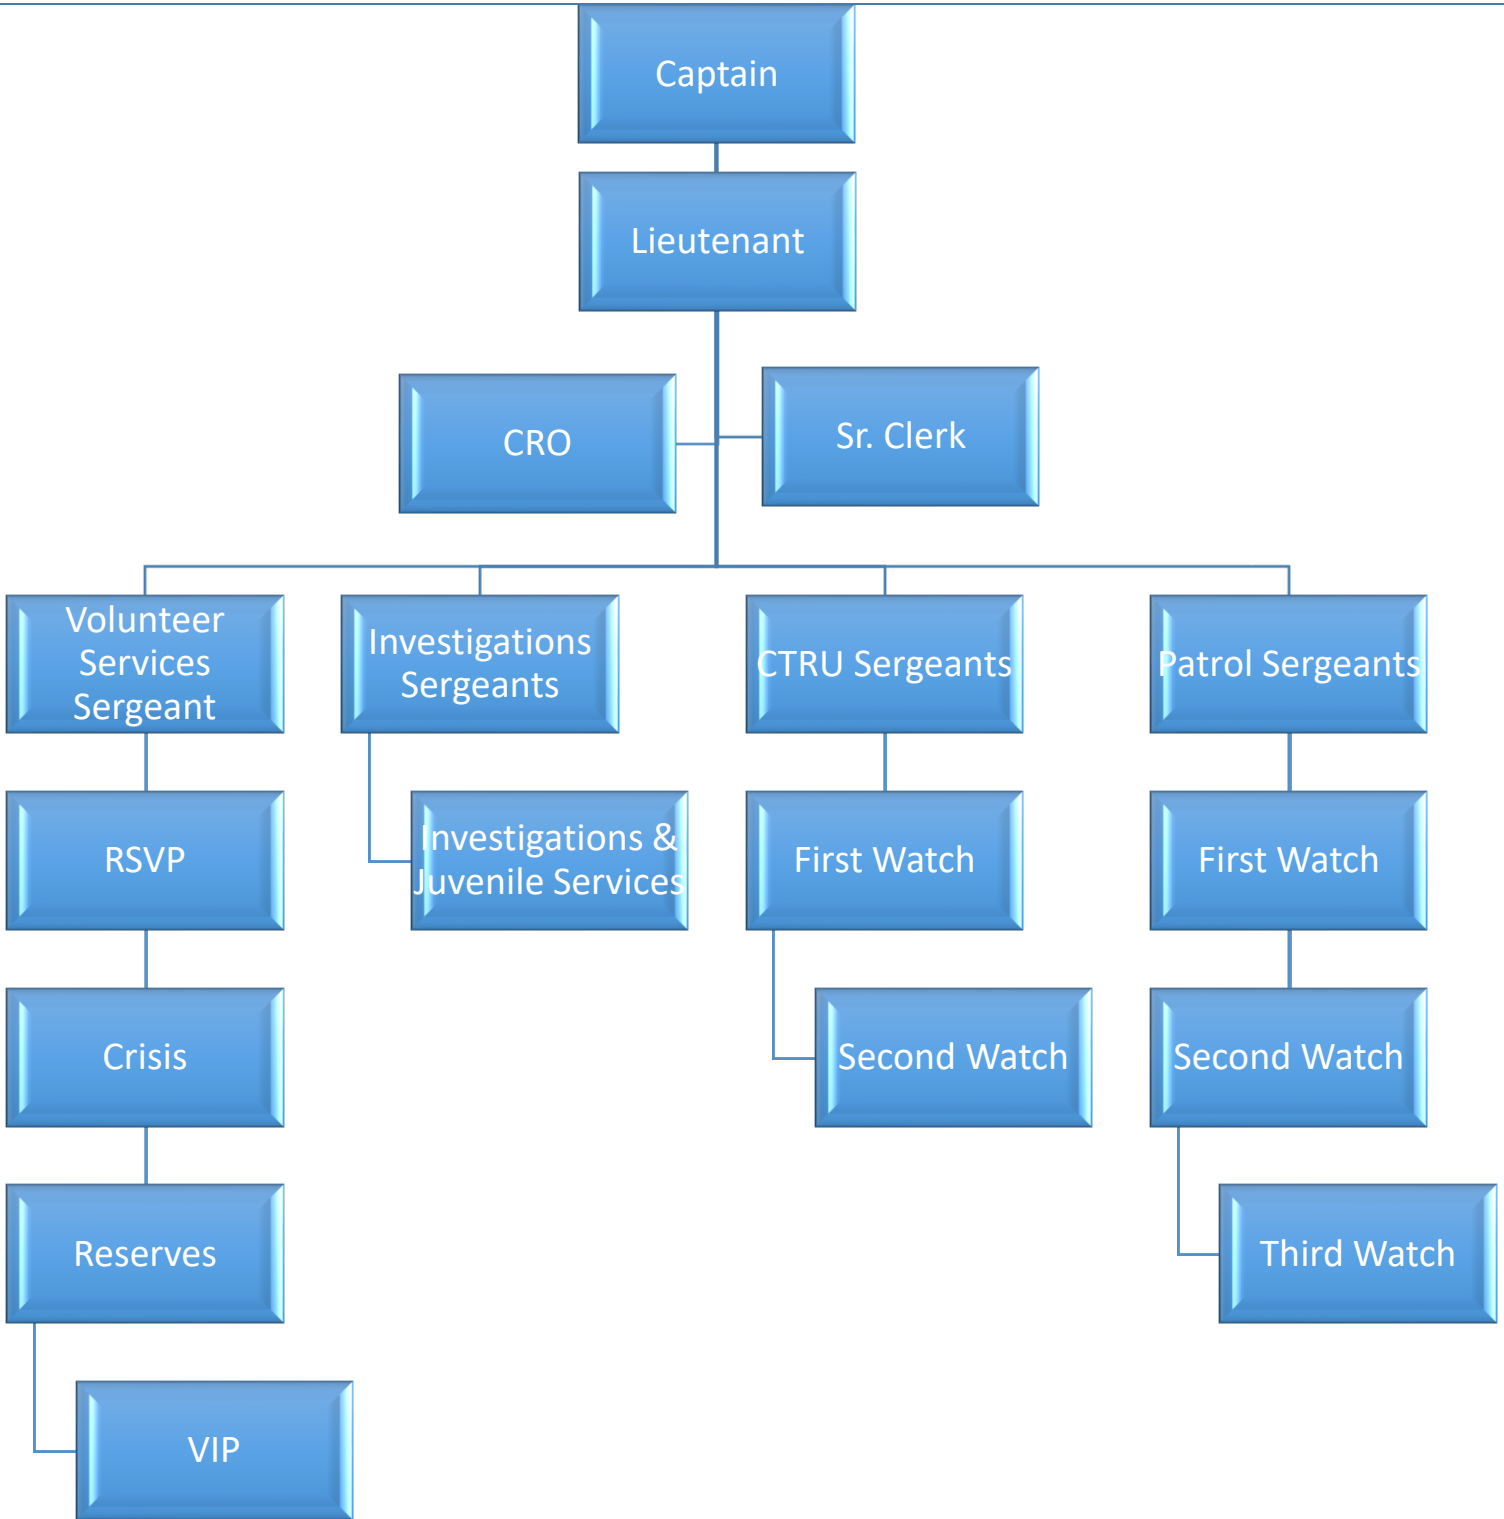 Captain
Lieutenant
CRO
Sr. Clerk
Volunteer
Services
Sergeant
Investigations
Sergeants
CTRU Sergeants
Patrol Sergeants
RSVP
Investigations &
Juvenile Services
First Watch
First Watch
Crisis
Second Watch
Second Watch
Reserves
Third Watch
VIP